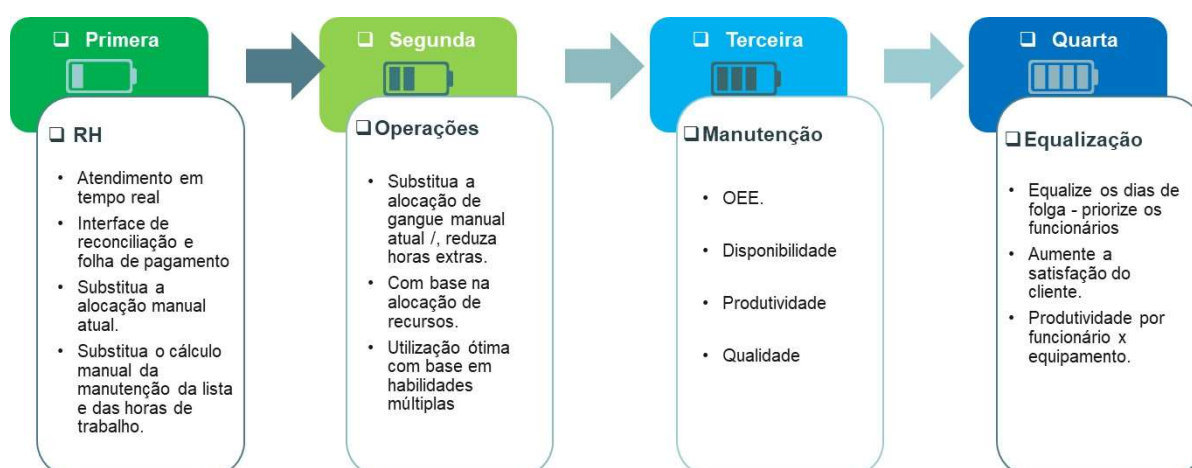 Primera
RH
• Atendimento em
tempo real
• Interface de
reconciliação e
folha de pagamento
• Substitua a
alocação manual
atual.
• Substitua o cálculo
manual da
manutenção da lista
e das horas de
trabalho.
Segunda
Operações
• Substitua a
alocação de
gangue manual
atual /, reduza
horas extras.
• Com base na
alocação de
recursos.
• Utilização ótima
com base em
habilidades
múltiplas
Terceira
Manutenção
• OEE.
• Disponibilidade
• Produtividade
• Qualidade
Quarta
Equalização
• Equalize os dias de
folga - priorize os
funcionários
• Aumente a
satisfação do
cliente.
• Produtividade por
funcionário x
equipamento.